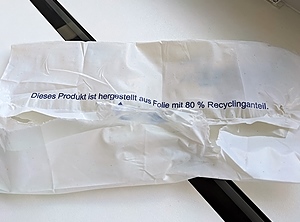 Dieses Produkt ist hergestellt aus Folie mit 80 % Recyclinganteil.